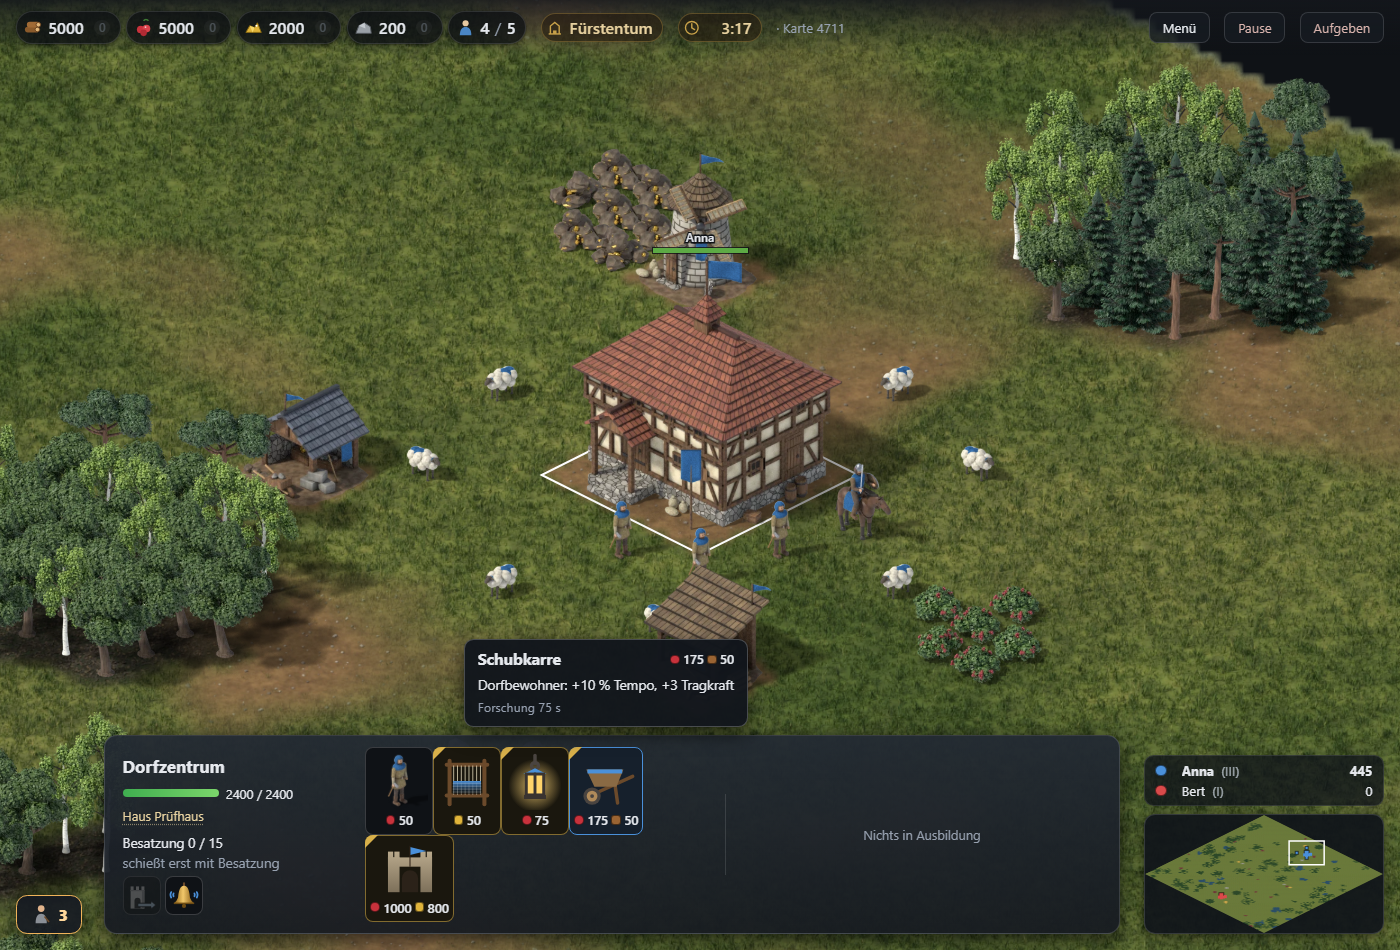 5000 0 5000 0 2000 0 200 0 4 / 5 Fürstentum 3:17 · Karte 4711 Menü Pause Aufgeben
Anna
Schubkarre 175 50
Dorfbewohner: +10 % Tempo, +3 Tragkraft
Forschung 75 s
Dorfzentrum
2400 / 2400
Haus Prüfhaus
Besatzung 0 / 15
schießt erst mit Besatzung
50 50 75 175 50
1000 800
Nichts in Ausbildung
Anna (III) 445
Bert (I) 0
3